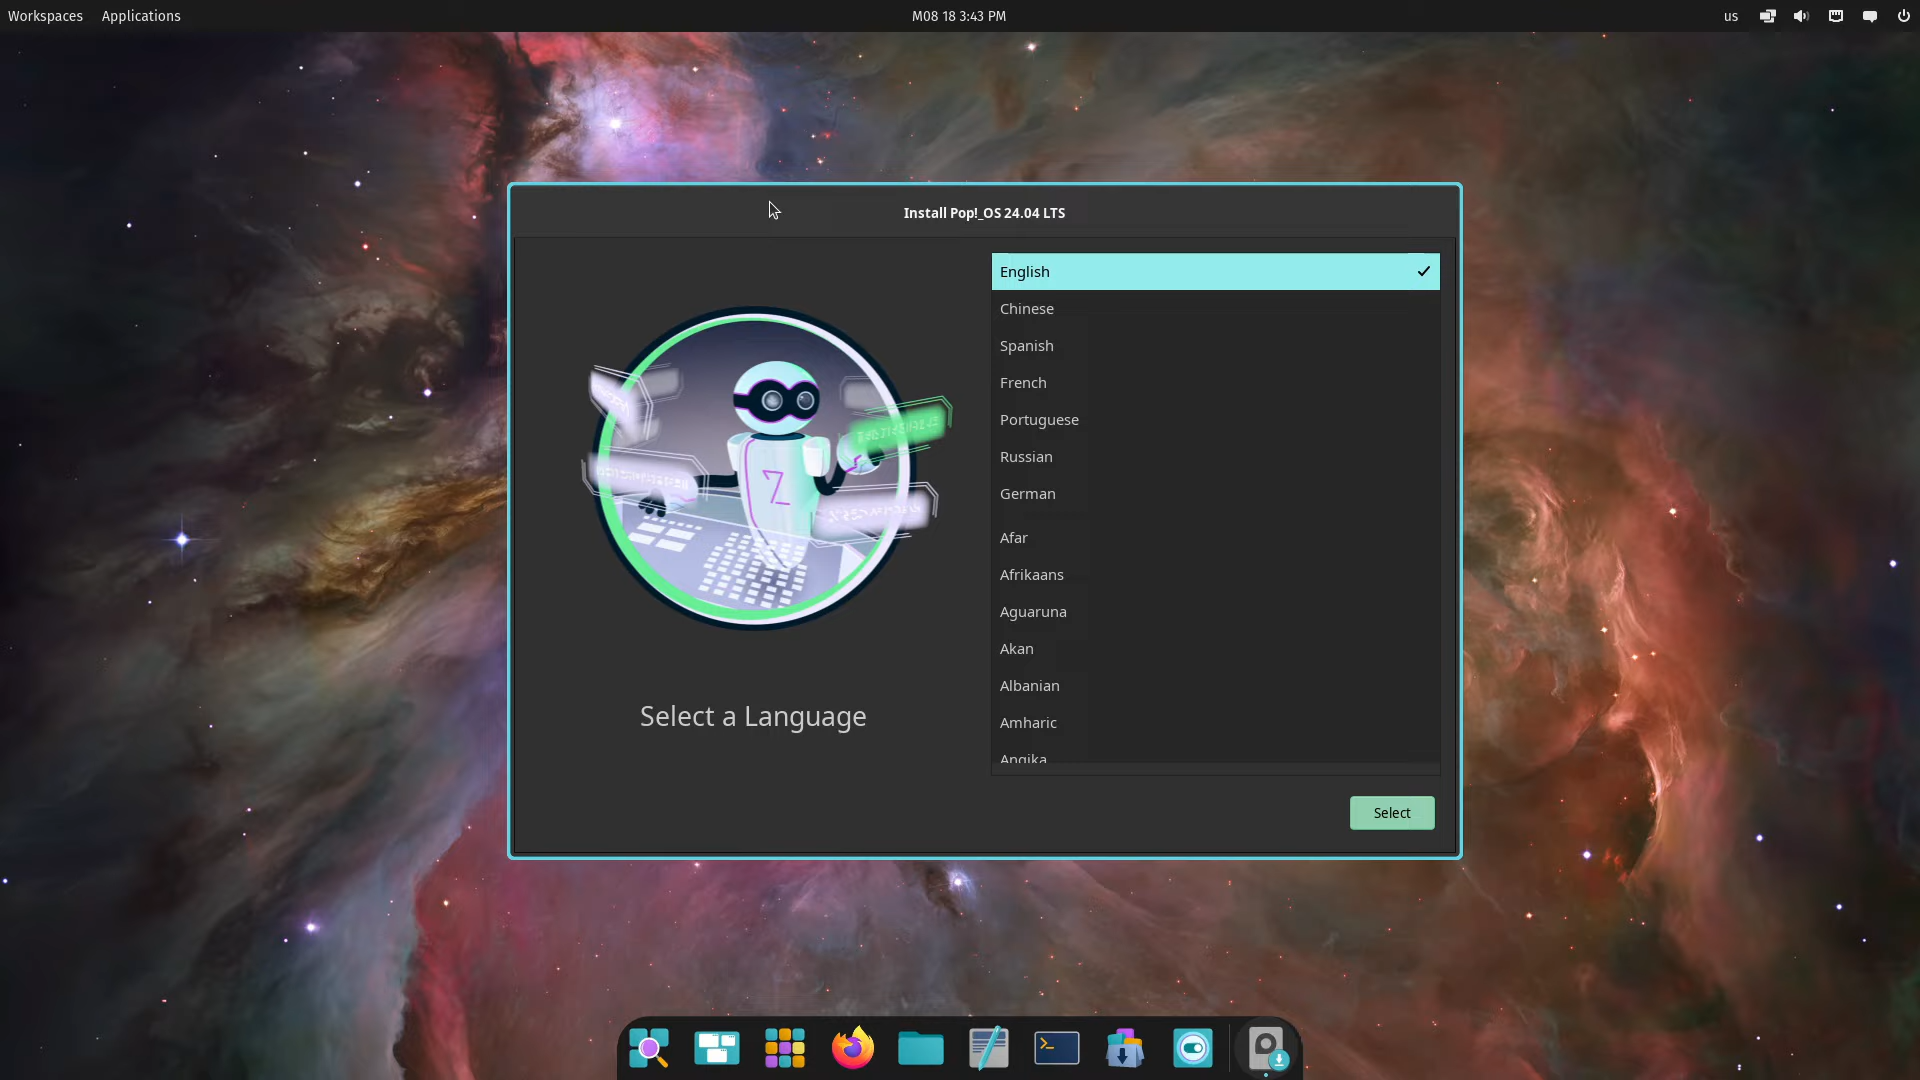 Workspaces Applications M08 18 3:43 PM us
Install Pop!_OS 24.04 LTS
English
Chinese
Spanish
French
Portuguese
Russian
German
Afar
Afrikaans
Aguaruna
Akan
Albanian
Amharic
Angika
Select a Language
Select